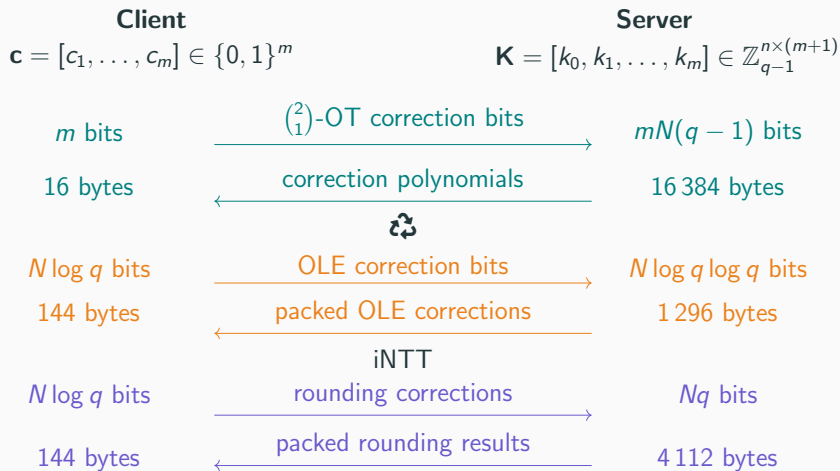 Client Server
c = [c₁, . . . , cₘ] ∈ {0, 1}ᵐ K = [k₀, k₁, . . . , kₘ] ∈ ℤ_{q−1}^{n×(m+1)}
m bits (2 1)-OT correction bits mN(q − 1) bits
16 bytes correction polynomials 16 384 bytes
♻
N log q bits OLE correction bits N log q log q bits
144 bytes packed OLE corrections 1 296 bytes
iNTT
N log q bits rounding corrections Nq bits
144 bytes packed rounding results 4 112 bytes